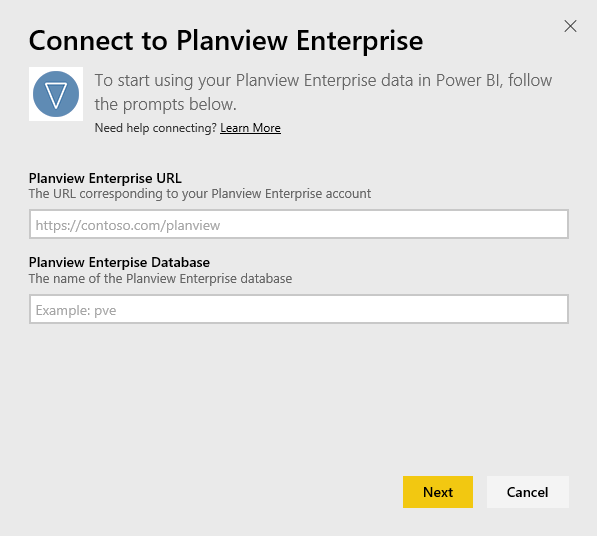 Connect to Planview Enterprise
To start using your Planview Enterprise data in Power BI, follow
the prompts below.
Need help connecting? Learn More
Planview Enterprise URL
The URL corresponding to your Planview Enterprise account
https://contoso.com/planview
Planview Enterpise Database
The name of the Planview Enterprise database
Example: pve
Next
Cancel